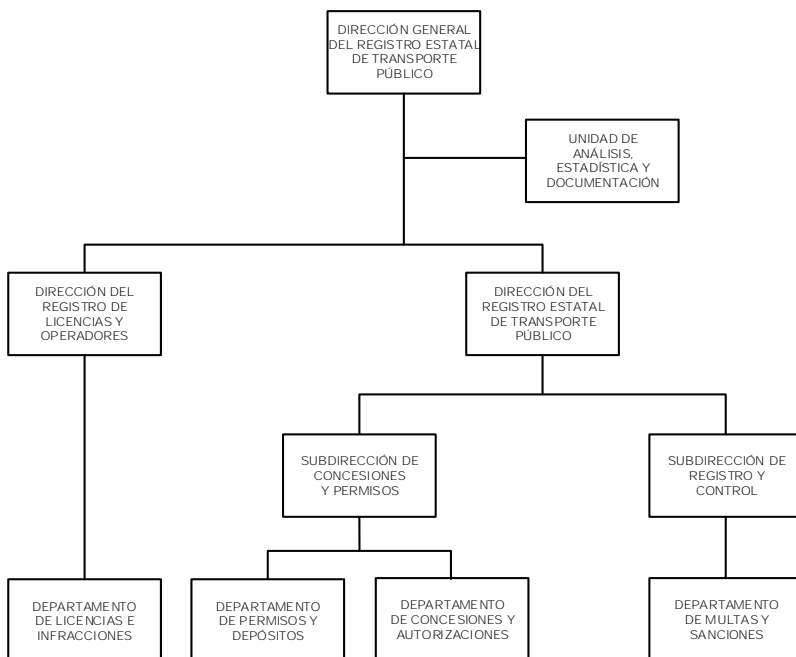 DIRECCIÓN GENERAL
DEL REGISTRO ESTATAL
DE TRANSPORTE
PÚBLICO
UNIDAD DE
ANÁLISIS,
ESTADÍSTICA Y
DOCUMENTACIÓN
DIRECCIÓN DEL
REGISTRO DE
LICENCIAS Y
OPERADORES
DIRECCIÓN DEL
REGISTRO ESTATAL
DE TRANSPORTE
PÚBLICO
SUBDIRECCIÓN DE
CONCESIONES
Y PERMISOS
SUBDIRECCIÓN DE
REGISTRO Y
CONTROL
DEPARTAMENTO
DE LICENCIAS E
INFRACCIONES
DEPARTAMENTO
DE PERMISOS Y
DEPÓSITOS
DEPARTAMENTO
DE CONCESIONES Y
AUTORIZACIONES
DEPARTAMENTO
DE MULTAS Y
SANCIONES